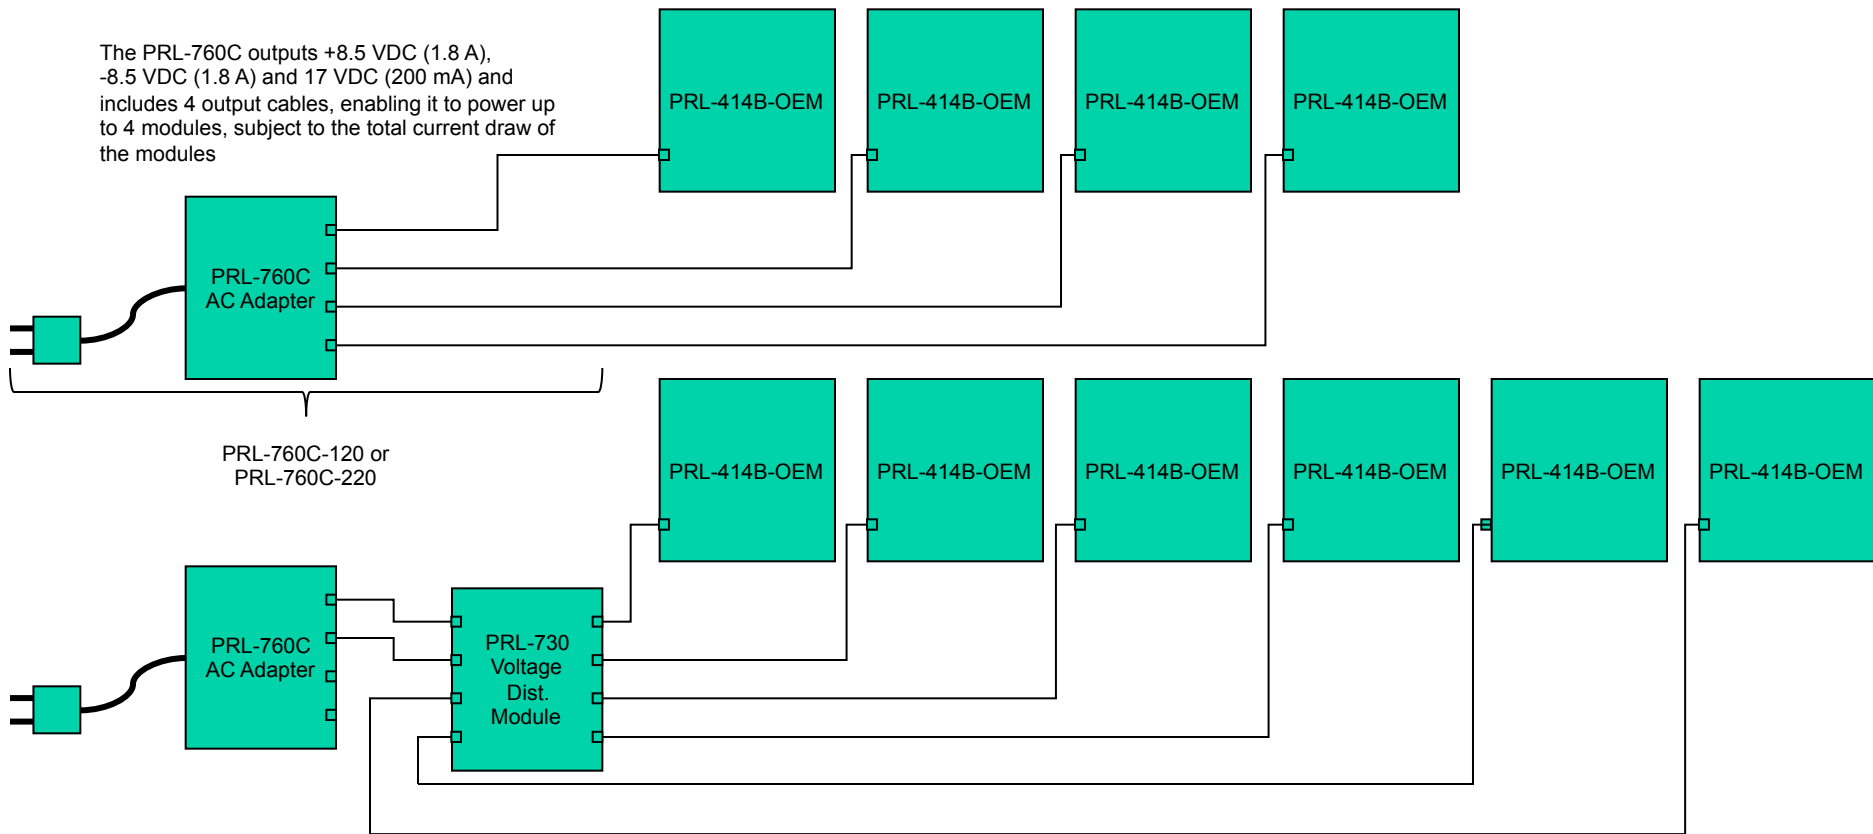 The PRL-760C outputs +8.5 VDC (1.8 A),
-8.5 VDC (1.8 A) and 17 VDC (200 mA) and
includes 4 output cables, enabling it to power up
to 4 modules, subject to the total current draw of
the modules
PRL-414B-OEM
PRL-414B-OEM
PRL-414B-OEM
PRL-414B-OEM
PRL-760C
AC Adapter
PRL-760C-120 or
PRL-760C-220
PRL-414B-OEM
PRL-414B-OEM
PRL-414B-OEM
PRL-414B-OEM
PRL-414B-OEM
PRL-414B-OEM
PRL-760C
AC Adapter
PRL-730
Voltage
Dist.
Module